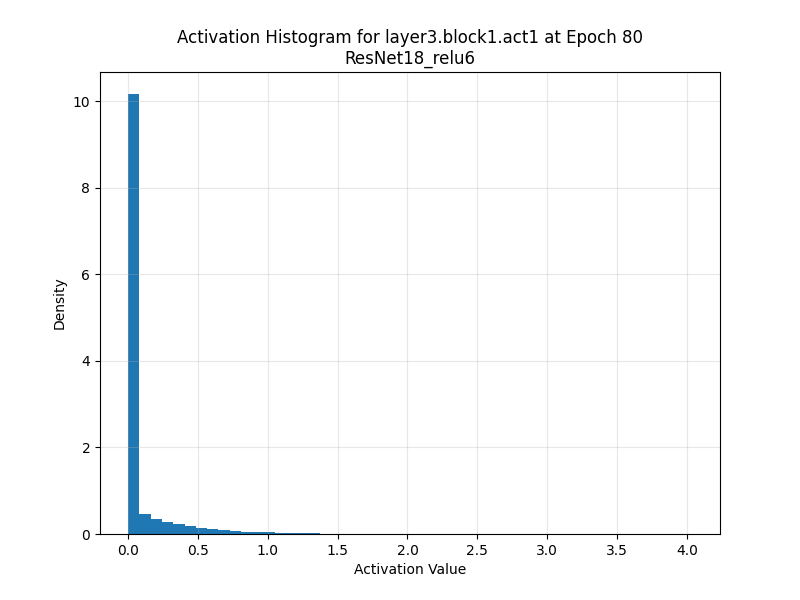 Activation Histogram for layer3.block1.act1 at Epoch 80
ResNet18_relu6
10
8
6
4
2
0
Density
0.0 0.5 1.0 1.5 2.0 2.5 3.0 3.5 4.0
Activation Value